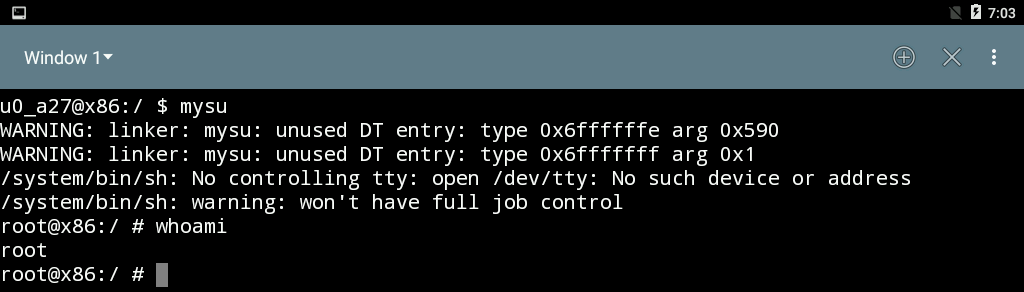 7:03
Window 1
u0_a27@x86:/ $ mysu
WARNING: linker: mysu: unused DT entry: type 0x6ffffffe arg 0x590
WARNING: linker: mysu: unused DT entry: type 0x6fffffff arg 0x1
/system/bin/sh: No controlling tty: open /dev/tty: No such device or address
/system/bin/sh: warning: won't have full job control
root@x86:/ # whoami
root
root@x86:/ #